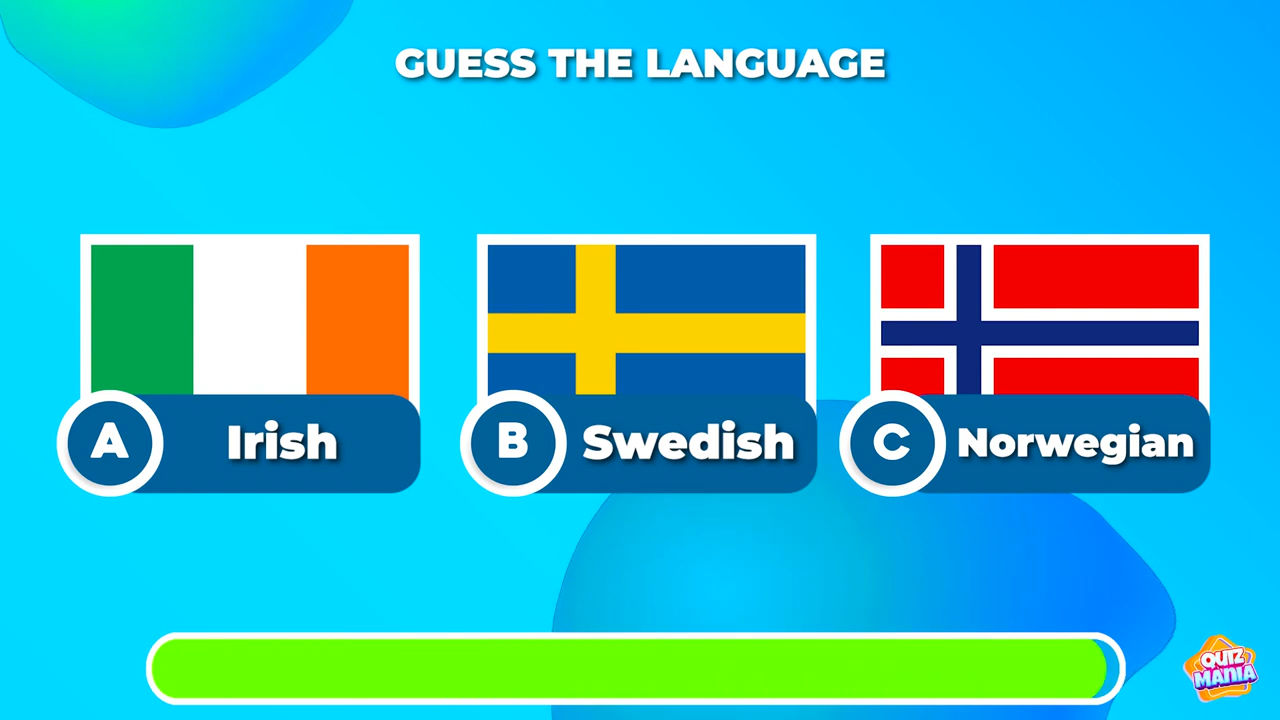 GUESS THE LANGUAGE
A Irish
B Swedish
C Norwegian
QUIZ
MANIA